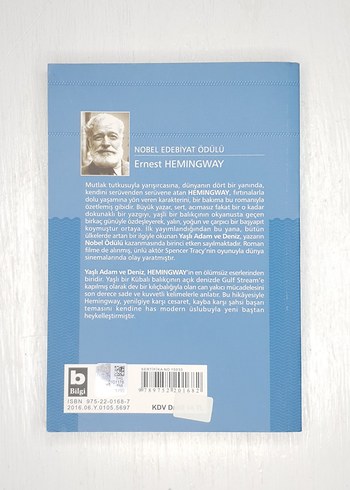 NOBEL EDEBİYAT ÖDÜLÜ
Ernest HEMINGWAY
Mutlak tutkusuyla yarışırcasına, dünyanın dört bir yanında,
kendini serüvenden serüvene atan HEMINGWAY, fırtınalarla
dolu yaşamına yön veren karakterini, bir bakıma bu romanıyla
özetlemiş gibidir. Büyük yazar, sert, acımasız fakat bir o kadar
dokunaklı bir yazgıyı, yaşlı bir balıkçının okyanusta geçen
birkaç günüyle özdeşleyerek, yalın, yoğun ve çarpıcı bir başyapıt
koymuştur ortaya. İlk yayımlandığından bu yana, bütün
ülkelerde artan bir ilgiyle okunan Yaşlı Adam ve Deniz, yazarın
Nobel Ödülü kazanmasında birinci etken sayılmaktadır. Roman
filme de alınmış, ünlü aktör Spencer Tracy'nin oyunuyla dünya
sinemalarında olay yaratmıştır.
Yaşlı Adam ve Deniz, HEMINGWAY'in en ölümsüz eserlerinden
biridir. Yaşlı bir Kübalı balıkçının açık denizde Gulf Stream'e
kapılmış olarak dev bir kılıçbalığıyla olan can yakıcı mücadelesini
son derece sade ve kuvvetli kelimelerle anlatır. Bu hikâyesiyle
Hemingway, yenilgiye karşı cesaret, kayba karşı şahsi başarı
temasını kendine has modern üslubuyla yeni baştan
heykelleştirmiştir.
b
Bilgi
ISBN 975-22-0166-7
2016.06.Y.0105.5697
9789752201682
KDV